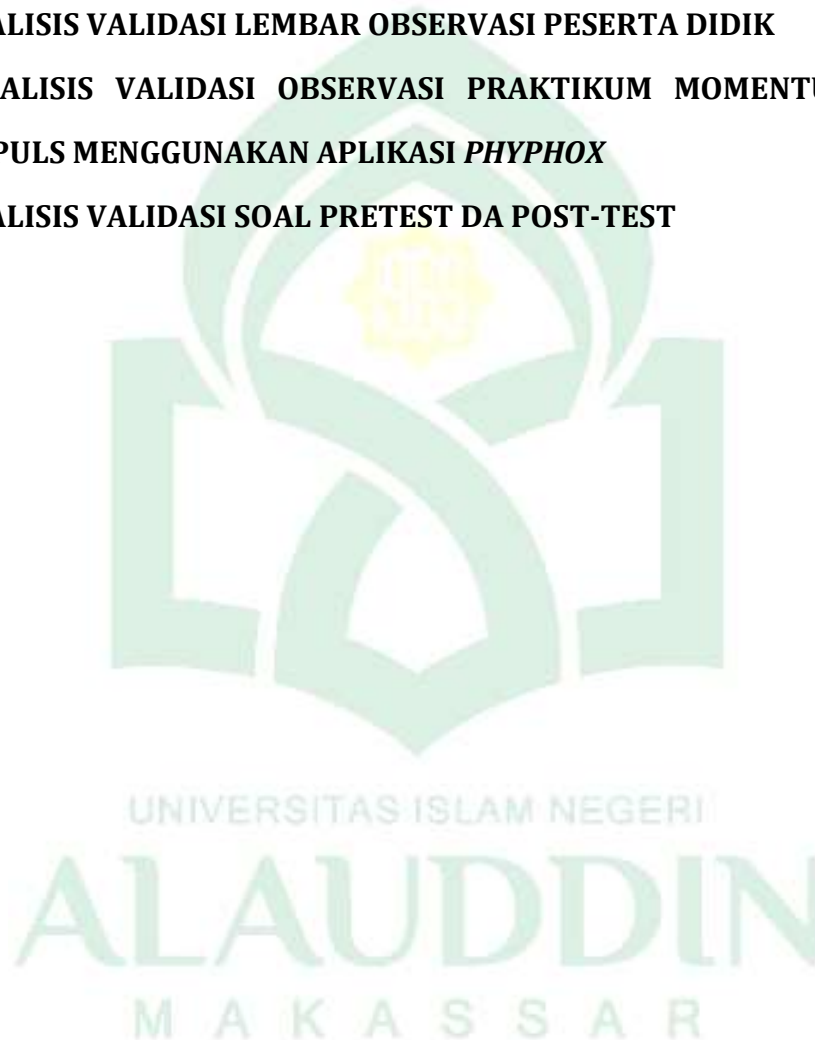 ALISIS VALIDASI LEMBAR OBSERVASI PESERTA DIDIK
ALISIS VALIDASI OBSERVASI PRAKTIKUM MOMENTU
PULS MENGGUNAKAN APLIKASI PHYPHOX
ALISIS VALIDASI SOAL PRETEST DA POST-TEST
UNIVERSITAS ISLAM NEGERI
ALAUDDIN
MAKASSAR